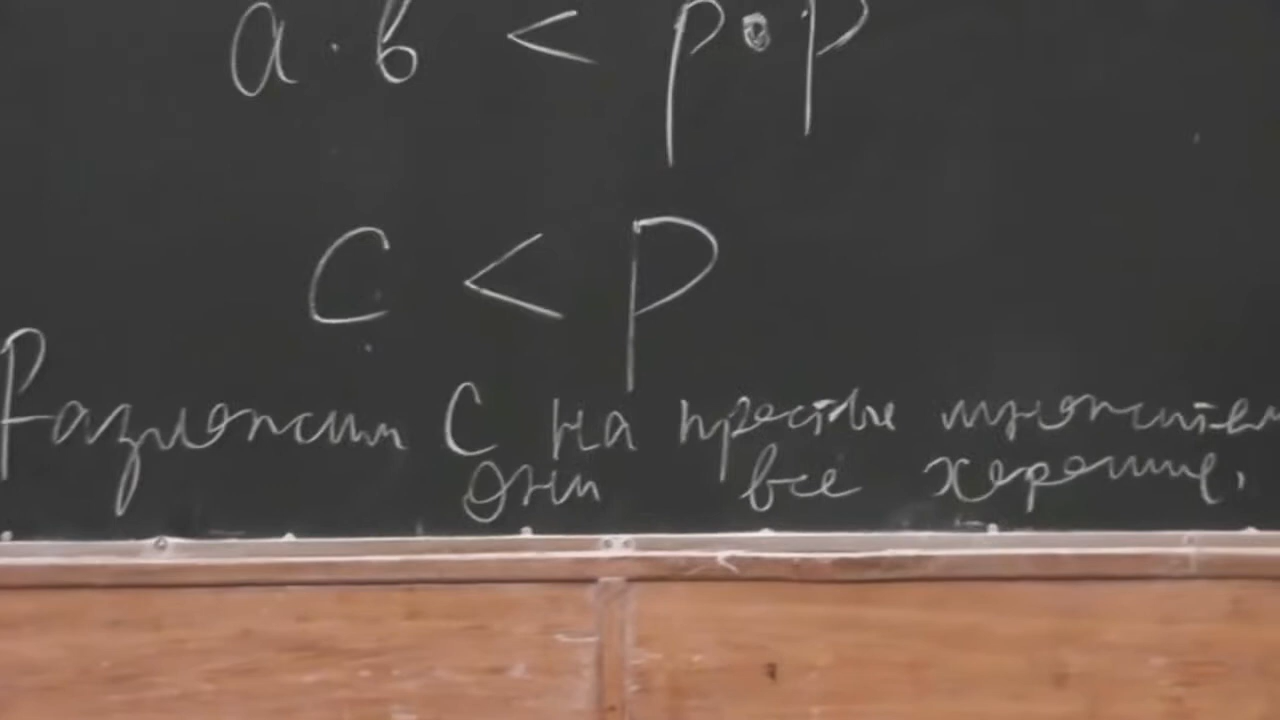 a · b < p · p
C < p
Разложим C на простые множители
они все хорошие,